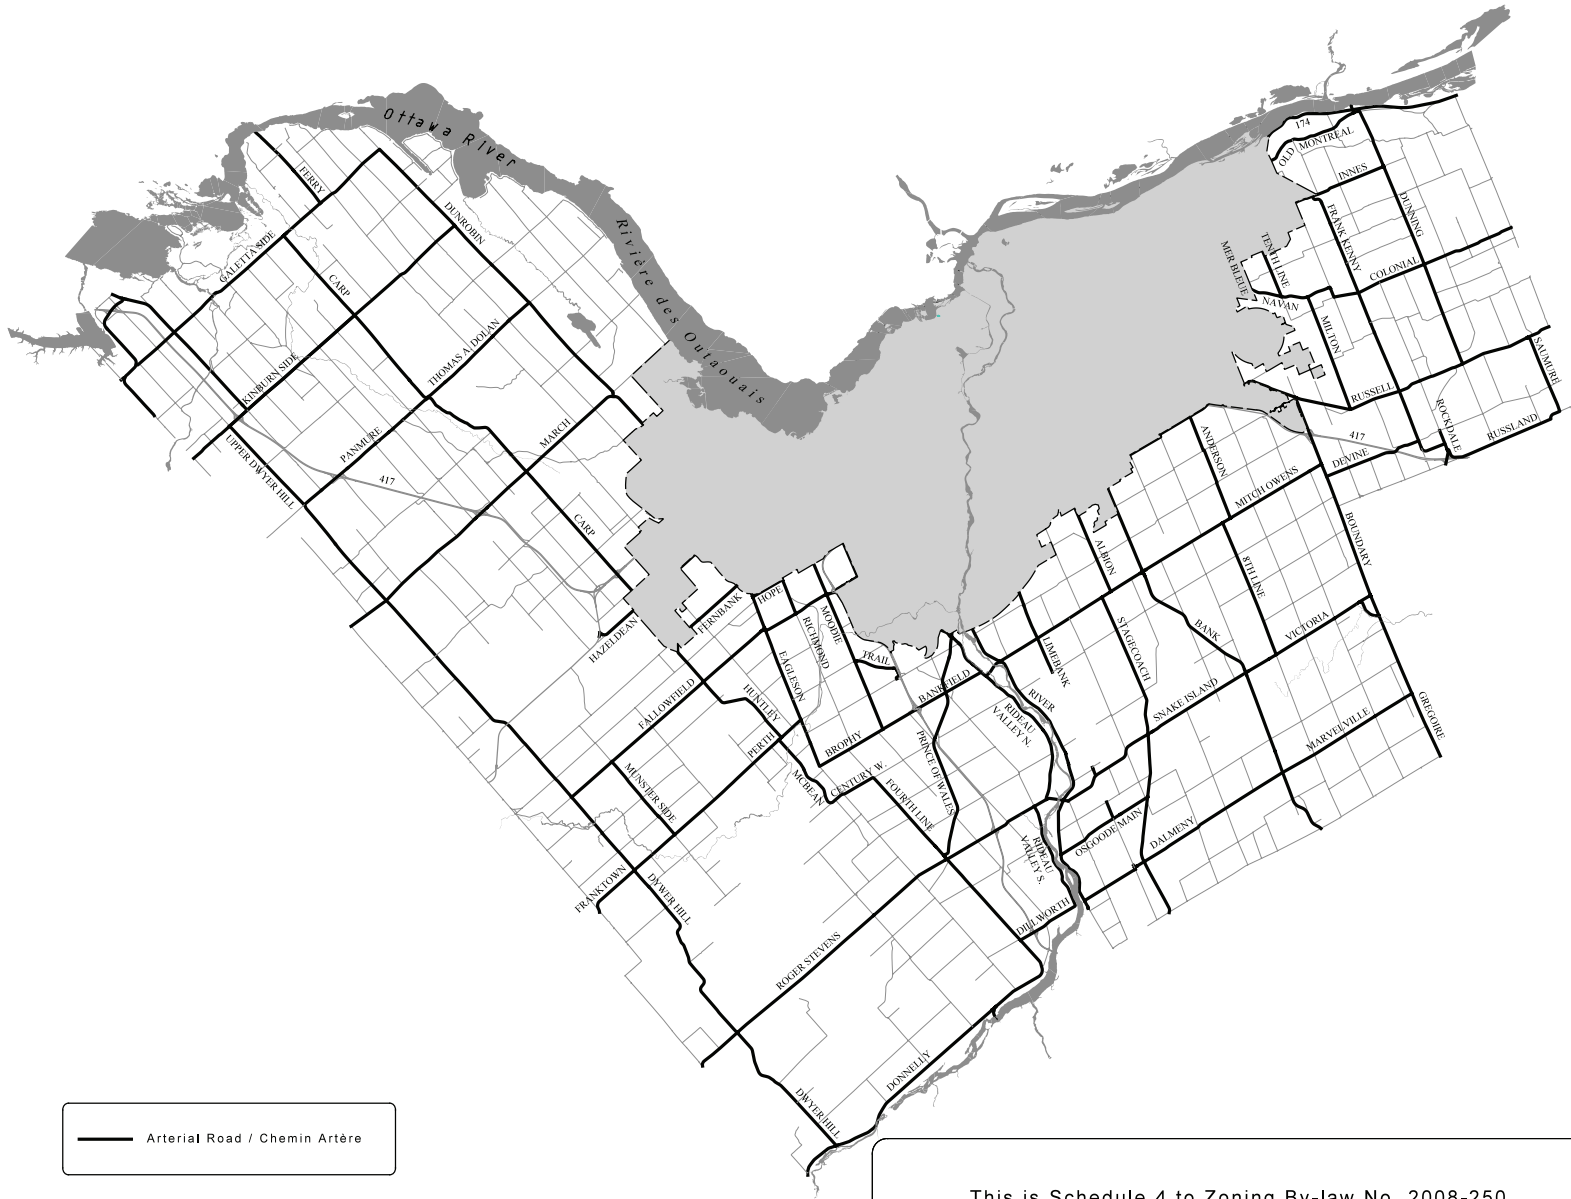 Ottawa River
Rivière des Outaouais
FERRY
GALETTA SIDE
DUNROBIN
CARP
KINBURN SIDE
THOMAS A. DOLAN
UPPER DWYER HILL
PANMURE
MARCH
417
CARP
HAZELDEAN
FERNBANK
HOPE
RICHMOND
MOODIE
EAGLESON
TRAIL
HUNTLEY
FALLOWFIELD
PERTH
MUNSTER SIDE
MCBEAN
BROPHY
CENTURY W.
FOURTH LINE
BANKFIELD
PRINCE OF WALES
RIDEAU
VALLEY N.
RIVER
LIMEBANK
FRANKTOWN
DYWER HILL
ROGER STEVENS
RIDEAU
VALLEY S.
DILLWORTH
OSGOODE MAIN
DALMENY
DONNELLY
DWYER HILL
174
OLD MONTREAL
INNES
DUNNING
FRANK KENNY
TENTH LINE
MER BLEUE
NAVAN
COLONIAL
MILTON
RUSSELL
SAUMURE
ROCKDALE
RUSSLAND
417
DEVINE
ANDERSON
MITCH OWENS
ALBION
8TH LINE
BOUNDARY
STAGECOACH
BANK
VICTORIA
SNAKE ISLAND
MARVELVILLE
GREGOIRE
Arterial Road / Chemin Artère
This is Schedule 4 to Zoning By-law No. 2008-250